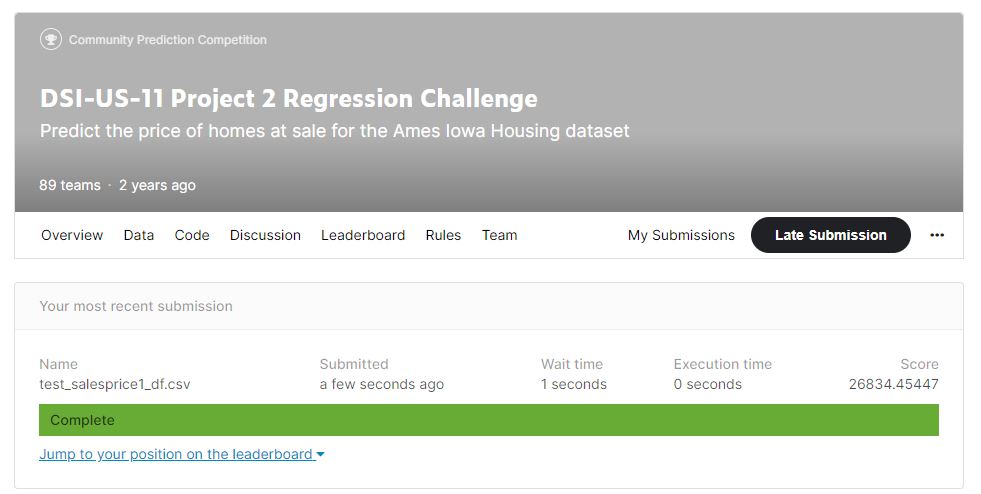 Community Prediction Competition
DSI-US-11 Project 2 Regression Challenge
Predict the price of homes at sale for the Ames Iowa Housing dataset
89 teams · 2 years ago
Overview Data Code Discussion Leaderboard Rules Team My Submissions Late Submission ...
Your most recent submission
Name Submitted Wait time Execution time Score
test_salesprice1_df.csv a few seconds ago 1 seconds 0 seconds 26834.45447
Complete
Jump to your position on the leaderboard